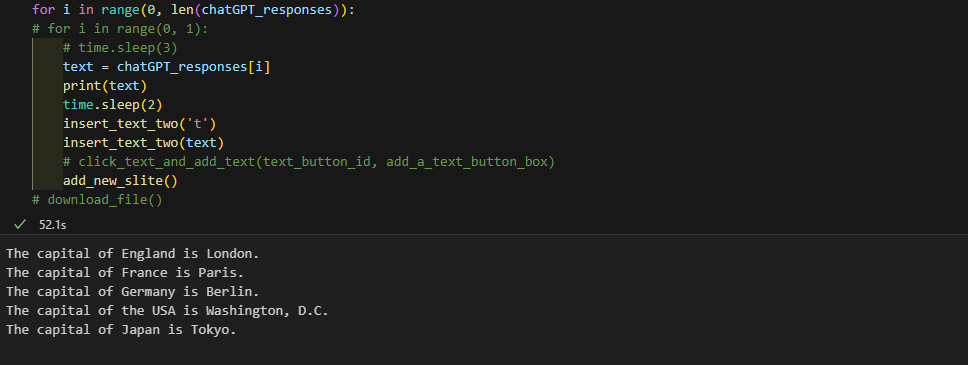 for i in range(0, len(chatGPT_responses)):
# for i in range(0, 1):
    # time.sleep(3)
    text = chatGPT_responses[i]
    print(text)
    time.sleep(2)
    insert_text_two('t')
    insert_text_two(text)
    # click_text_and_add_text(text_button_id, add_a_text_button_box)
    add_new_slite()
# download_file()
✓ 52.1s
The capital of England is London.
The capital of France is Paris.
The capital of Germany is Berlin.
The capital of the USA is Washington, D.C.
The capital of Japan is Tokyo.